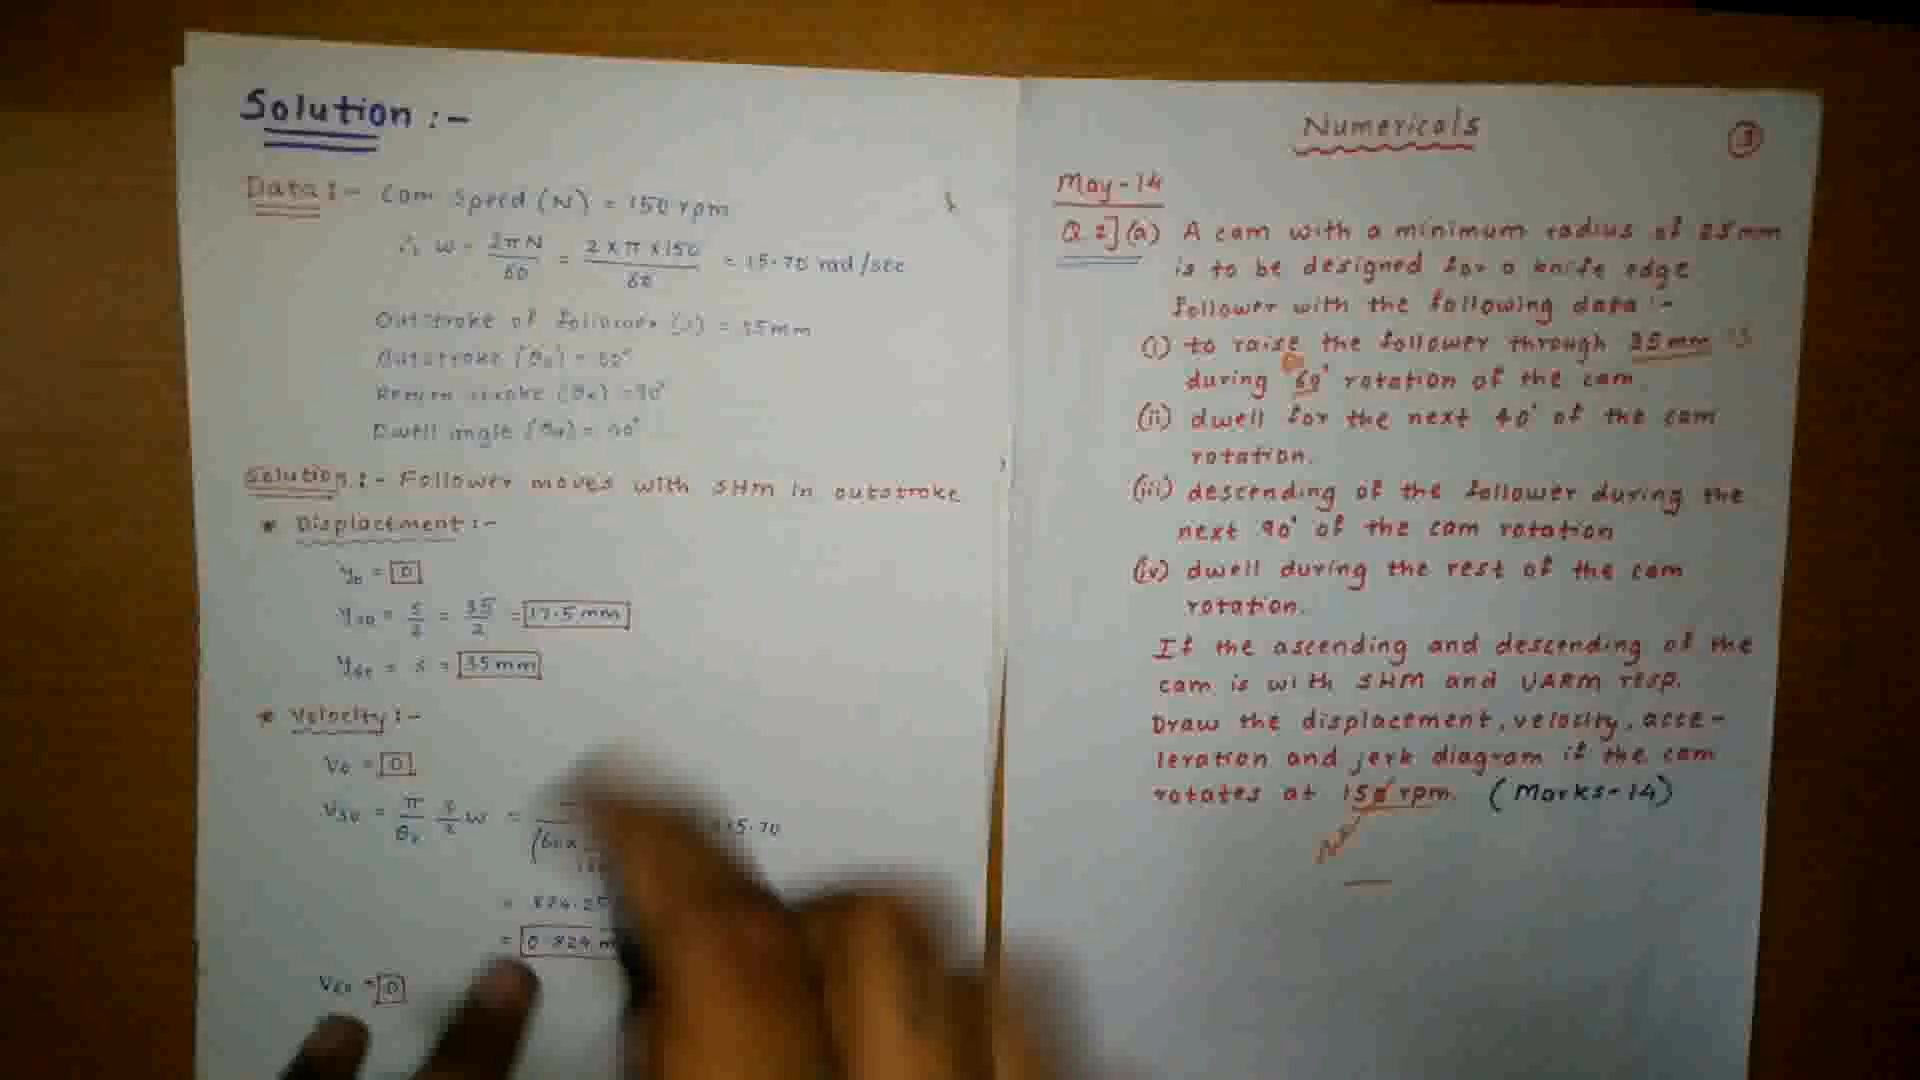 Solution :-
Data :- Cam Speed (N) = 150 rpm
∴ w = 2πN/60 = 2×π×150/60 = 15.70 rad/sec
Outstroke of follower (s) = 35mm
Outstroke (θo) = 60°
Return stroke (θR) = 90°
Dwell angle (θd) = 40°
Solution :- Follower moves with SHM in outstroke
* Displacment :-
y0 = 0
y30 = s/2 = 35/2 = 17.5 mm
y60 = s = 35mm
* Velocity :-
V0 = 0
V30 = π/θo s/2 w =
15.70
= 824.25
= 0.824 m
V60 = 0
Numericals
May-14
Q.2](a) A cam with a minimum radius of 25mm
is to be designed for a knife edge
follower with the following data :-
(i) to raise the follower through 35mm
during 60° rotation of the cam
(ii) dwell for the next 40° of the cam
rotation.
(iii) descending of the follower during the
next 90° of the cam rotation
(iv) dwell during the rest of the cam
rotation.
If the ascending and descending of the
cam is with SHM and UARM resp.
Draw the displacement, velocity, acce-
leration and jerk diagram if the cam
rotates at 150 rpm. (Marks-14)